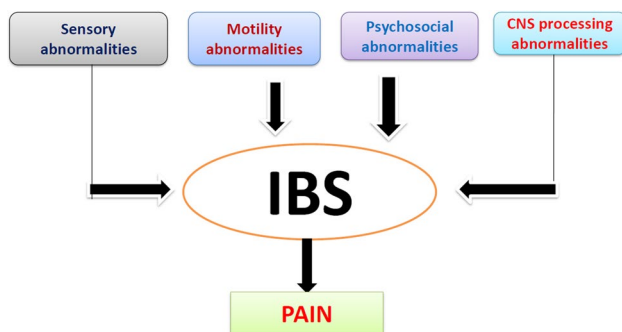 Sensory
abnormalities
Motility
abnormalities
Psychosocial
abnormalities
CNS processing
abnormalities
IBS
PAIN